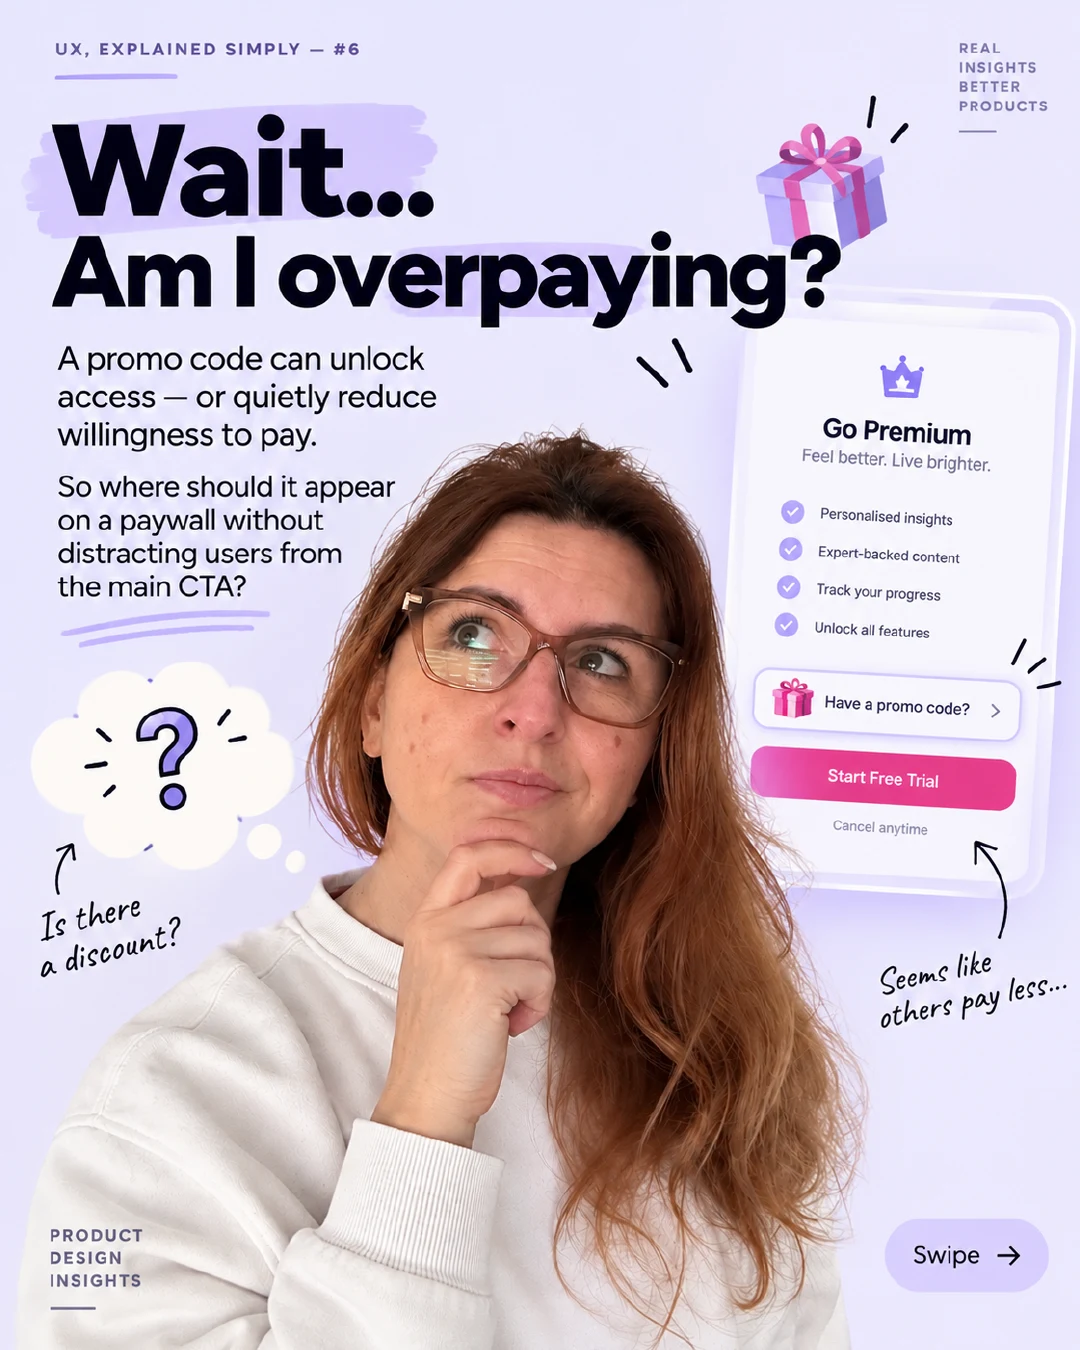 UX, EXPLAINED SIMPLY — #6
REAL
INSIGHTS
BETTER
PRODUCTS
Wait...
Am I overpaying?
A promo code can unlock
access — or quietly reduce
willingness to pay.
So where should it appear
on a paywall without
distracting users from
the main CTA?
?
Is there
a discount?
Go Premium
Feel better. Live brighter.
Personalised insights
Expert-backed content
Track your progress
Unlock all features
Have a promo code? >
Start Free Trial
Cancel anytime
Seems like
others pay less...
PRODUCT
DESIGN
INSIGHTS
Swipe →